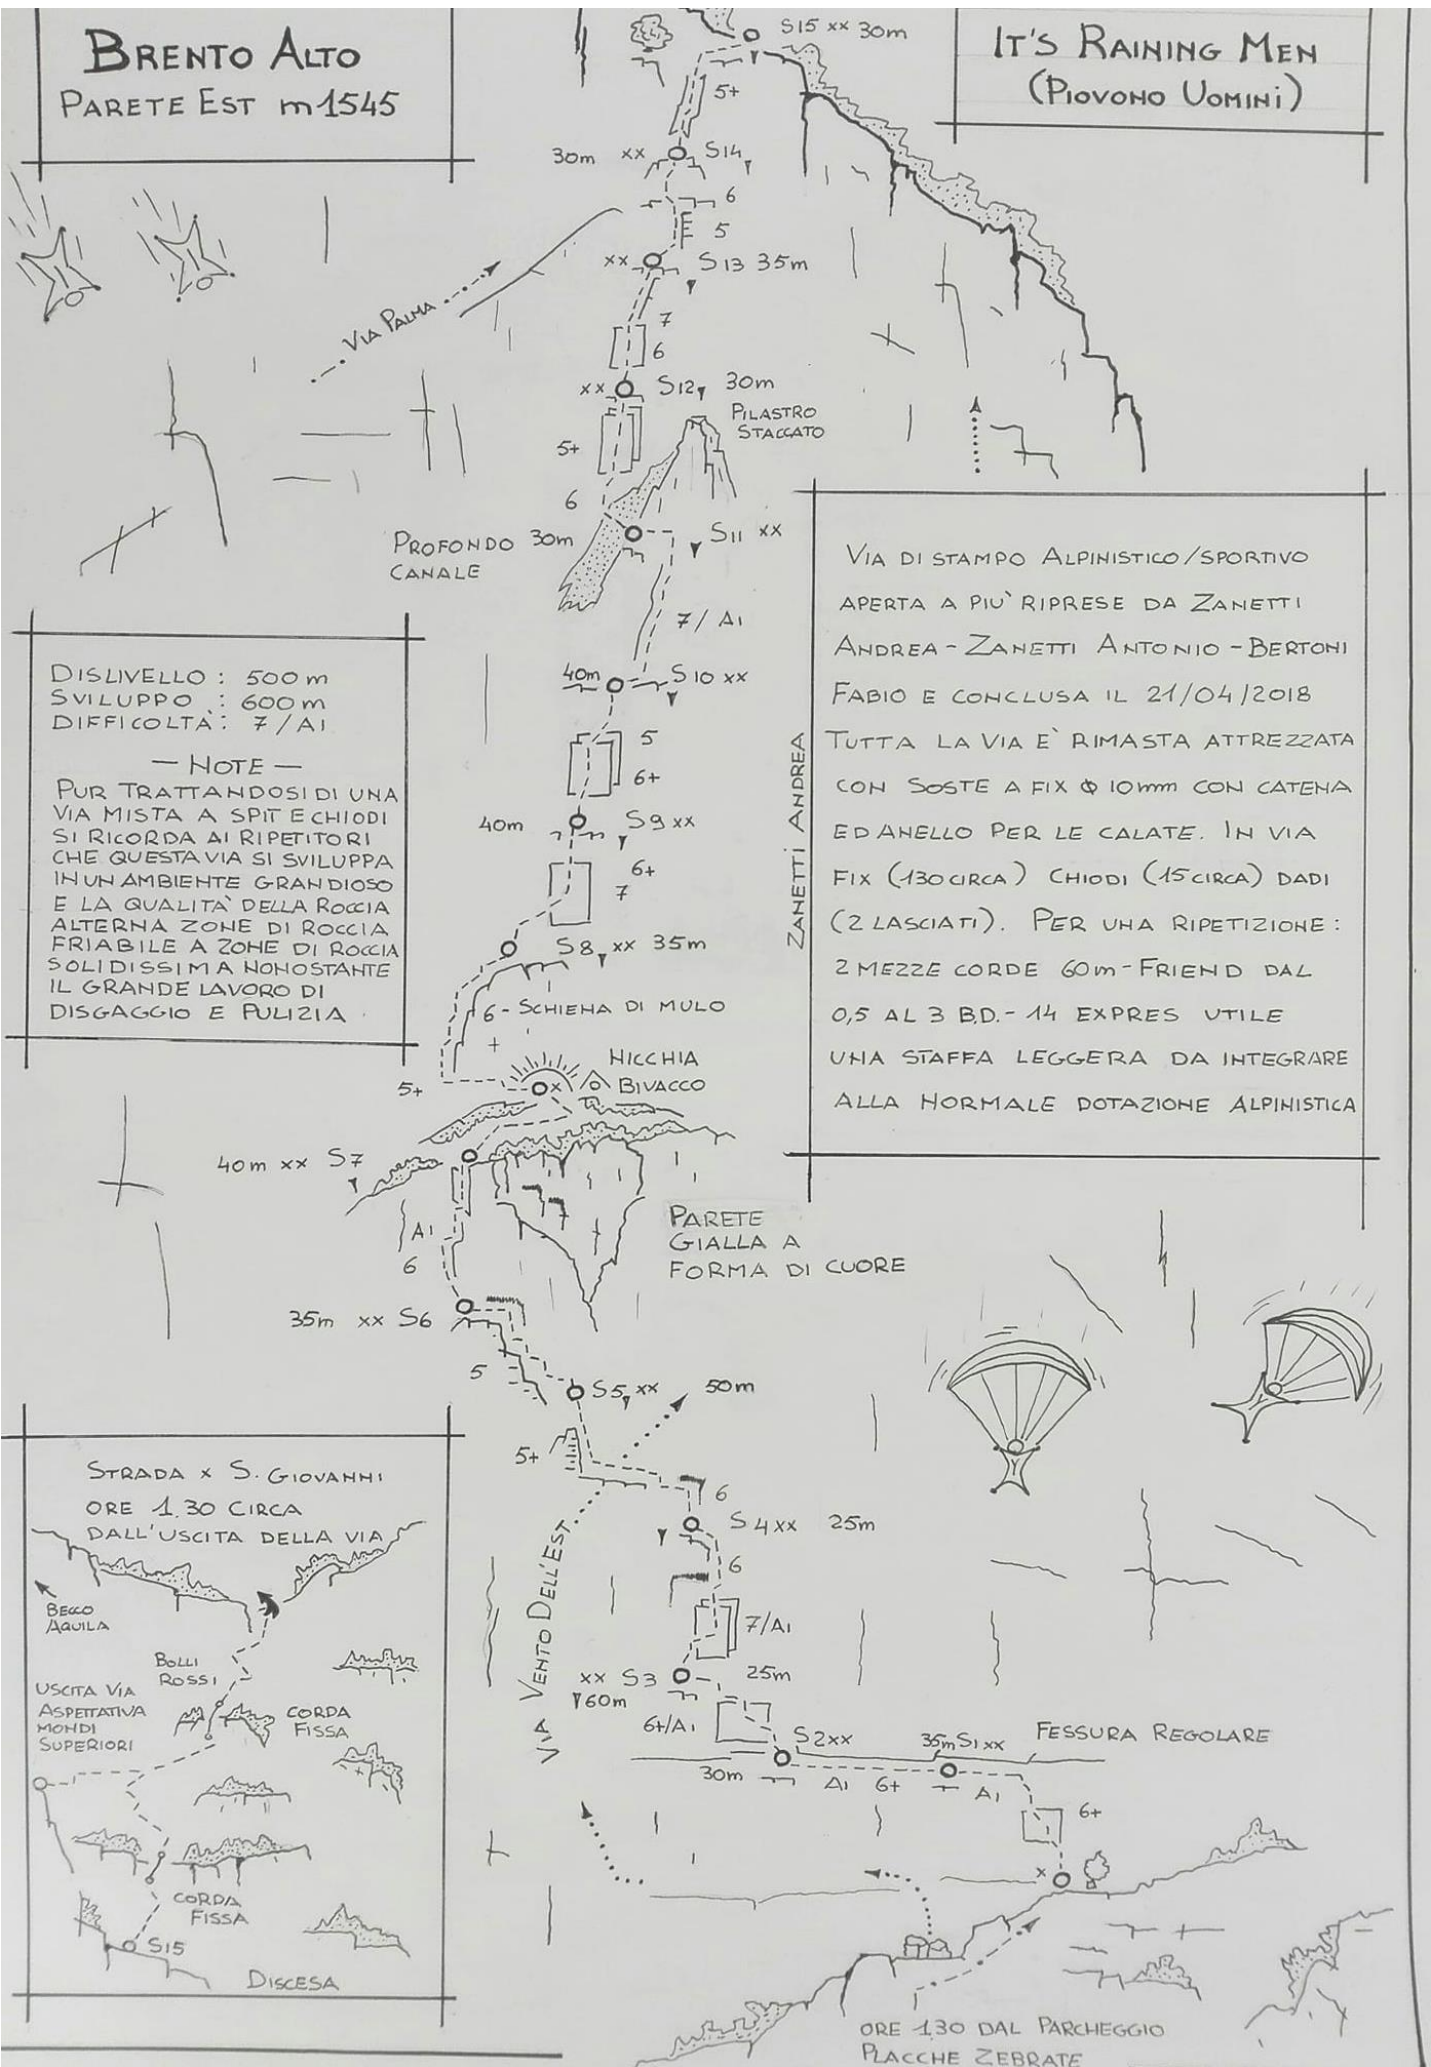 BRENTO ALTO
PARETE EST m 1545
IT'S RAINING MEN
(PIOVONO UOMINI)
S15 xx 30m
5+
30m xx S14
6
5
xx S13 35m
VIA PALMA
7
6
xx S12 30m
PILASTRO
STACCATO
5+
6
PROFONDO 30m
CANALE
S11 xx
7/A1
40m S10 xx
5
6+
40m S9 xx
6+
7
S8 xx 35m
6- SCHIENA DI MULO
NICCHIA
BIVACCO
5+
x
40m xx S7
A1
6
PARETE
GIALLA A
FORMA DI CUORE
35m xx S6
5
S5 xx 50m
5+
6
S4 xx 25m
6
VIA VENTO DELL'EST
7/A1
xx S3 25m
60m
6+/A1
S2 xx
35m S1 xx
FESSURA REGOLARE
30m
A1 6+
A1
6+
x
ORE 1.30 DAL PARCHEGGIO
PLACCHE ZEBRATE
DISLIVELLO : 500 m
SVILUPPO : 600 m
DIFFICOLTÀ : 7/A1
— NOTE —
PUR TRATTANDOSI DI UNA
VIA MISTA A SPIT E CHIODI
SI RICORDA AI RIPETITORI
CHE QUESTA VIA SI SVILUPPA
IN UN AMBIENTE GRANDIOSO
E LA QUALITÀ DELLA ROCCIA
ALTERNA ZONE DI ROCCIA
FRIABILE A ZONE DI ROCCIA
SOLIDISSIMA NONOSTANTE
IL GRANDE LAVORO DI
DISGAGGIO E PULIZIA
ZANETTI ANDREA
VIA DI STAMPO ALPINISTICO/SPORTIVO
APERTA A PIU' RIPRESE DA ZANETTI
ANDREA - ZANETTI ANTONIO - BERTONI
FABIO E CONCLUSA IL 21/04/2018
TUTTA LA VIA E' RIMASTA ATTREZZATA
CON SOSTE A FIX Φ 10mm CON CATENA
ED ANELLO PER LE CALATE. IN VIA
FIX (130 CIRCA) CHIODI (15 CIRCA) DADI
(2 LASCIATI). PER UNA RIPETIZIONE :
2 MEZZE CORDE 60m - FRIEND DAL
0,5 AL 3 B.D. - 14 EXPRES UTILE
UNA STAFFA LEGGERA DA INTEGRARE
ALLA NORMALE DOTAZIONE ALPINISTICA
STRADA x S. GIOVANNI
ORE 1.30 CIRCA
DALL'USCITA DELLA VIA
BECCO
AQUILA
BOLLI
ROSSI
USCITA VIA
ASPETTATIVA
MONDI
SUPERIORI
CORDA
FISSA
CORDA
FISSA
S15
DISCESA